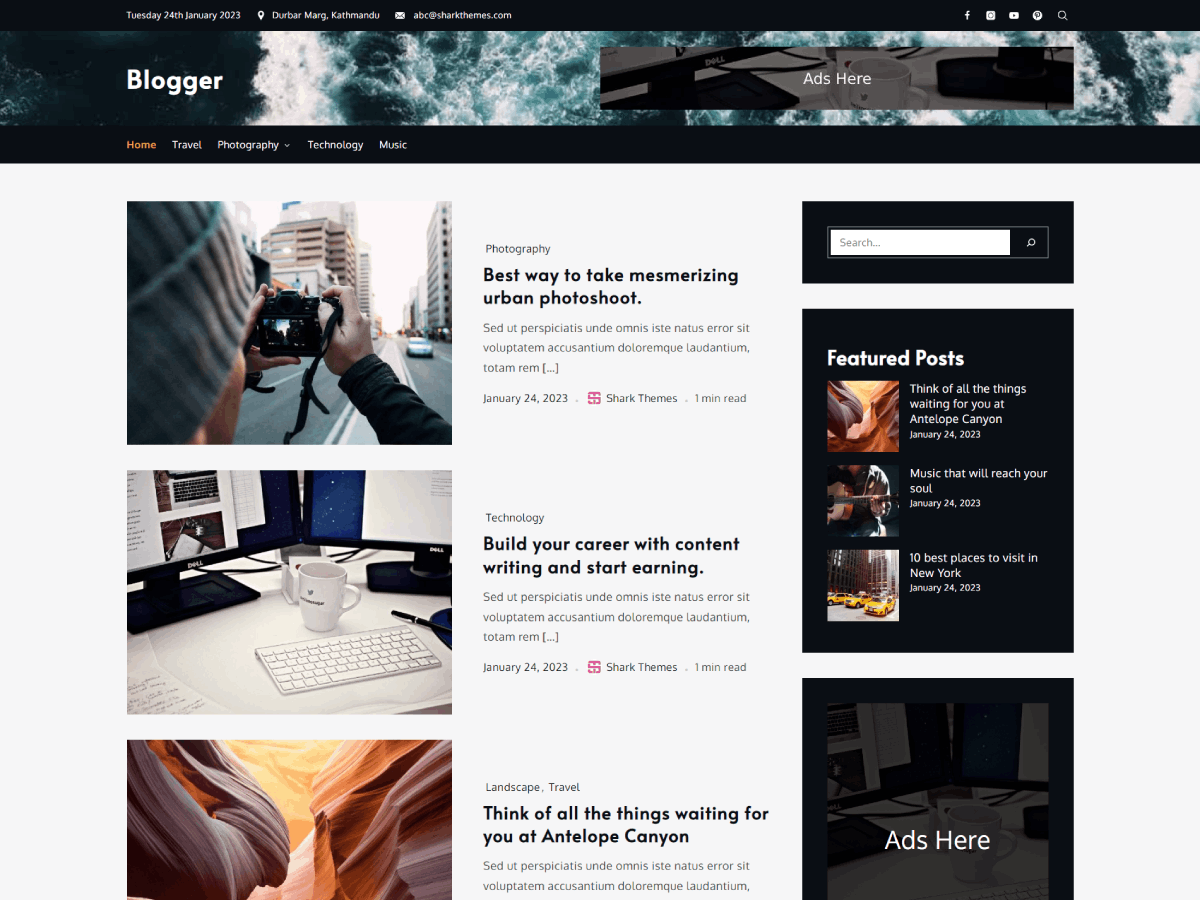 Tuesday 24th January 2023 Durbar Marg, Kathmandu abc@sharkthemes.com
Blogger
Ads Here
Home Travel Photography Technology Music
Photography
Best way to take mesmerizing
urban photoshoot.
Sed ut perspiciatis unde omnis iste natus error sit
voluptatem accusantium doloremque laudantium,
totam rem [...]
January 24, 2023 Shark Themes 1 min read
Technology
Build your career with content
writing and start earning.
Sed ut perspiciatis unde omnis iste natus error sit
voluptatem accusantium doloremque laudantium,
totam rem [...]
January 24, 2023 Shark Themes 1 min read
Landscape, Travel
Think of all the things waiting for
you at Antelope Canyon
Sed ut perspiciatis unde omnis iste natus error sit
voluptatem accusantium doloremque laudantium,
Search...
Featured Posts
Think of all the things
waiting for you at
Antelope Canyon
January 24, 2023
Music that will reach your
soul
January 24, 2023
10 best places to visit in
New York
January 24, 2023
Ads Here
DELL
DELL
DELL